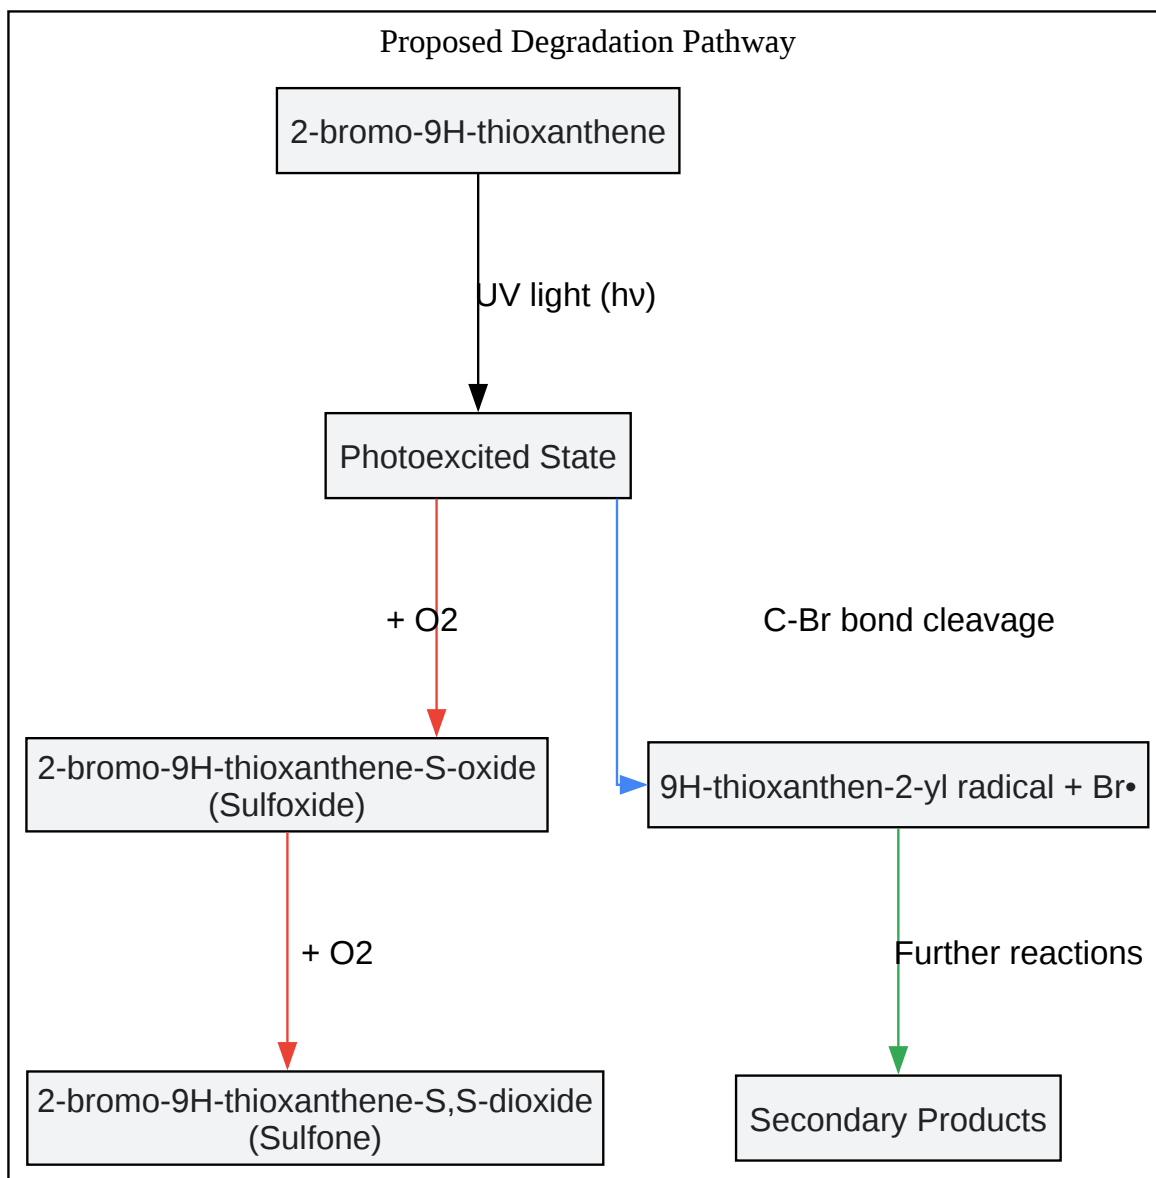 Proposed Degradation Pathway
2-bromo-9H-thioxanthene
UV light (hν)
Photoexcited State
+ O2
C-Br bond cleavage
2-bromo-9H-thioxanthene-S-oxide
(Sulfoxide)
9H-thioxanthen-2-yl radical + Br•
+ O2
Further reactions
2-bromo-9H-thioxanthene-S,S-dioxide
(Sulfone)
Secondary Products